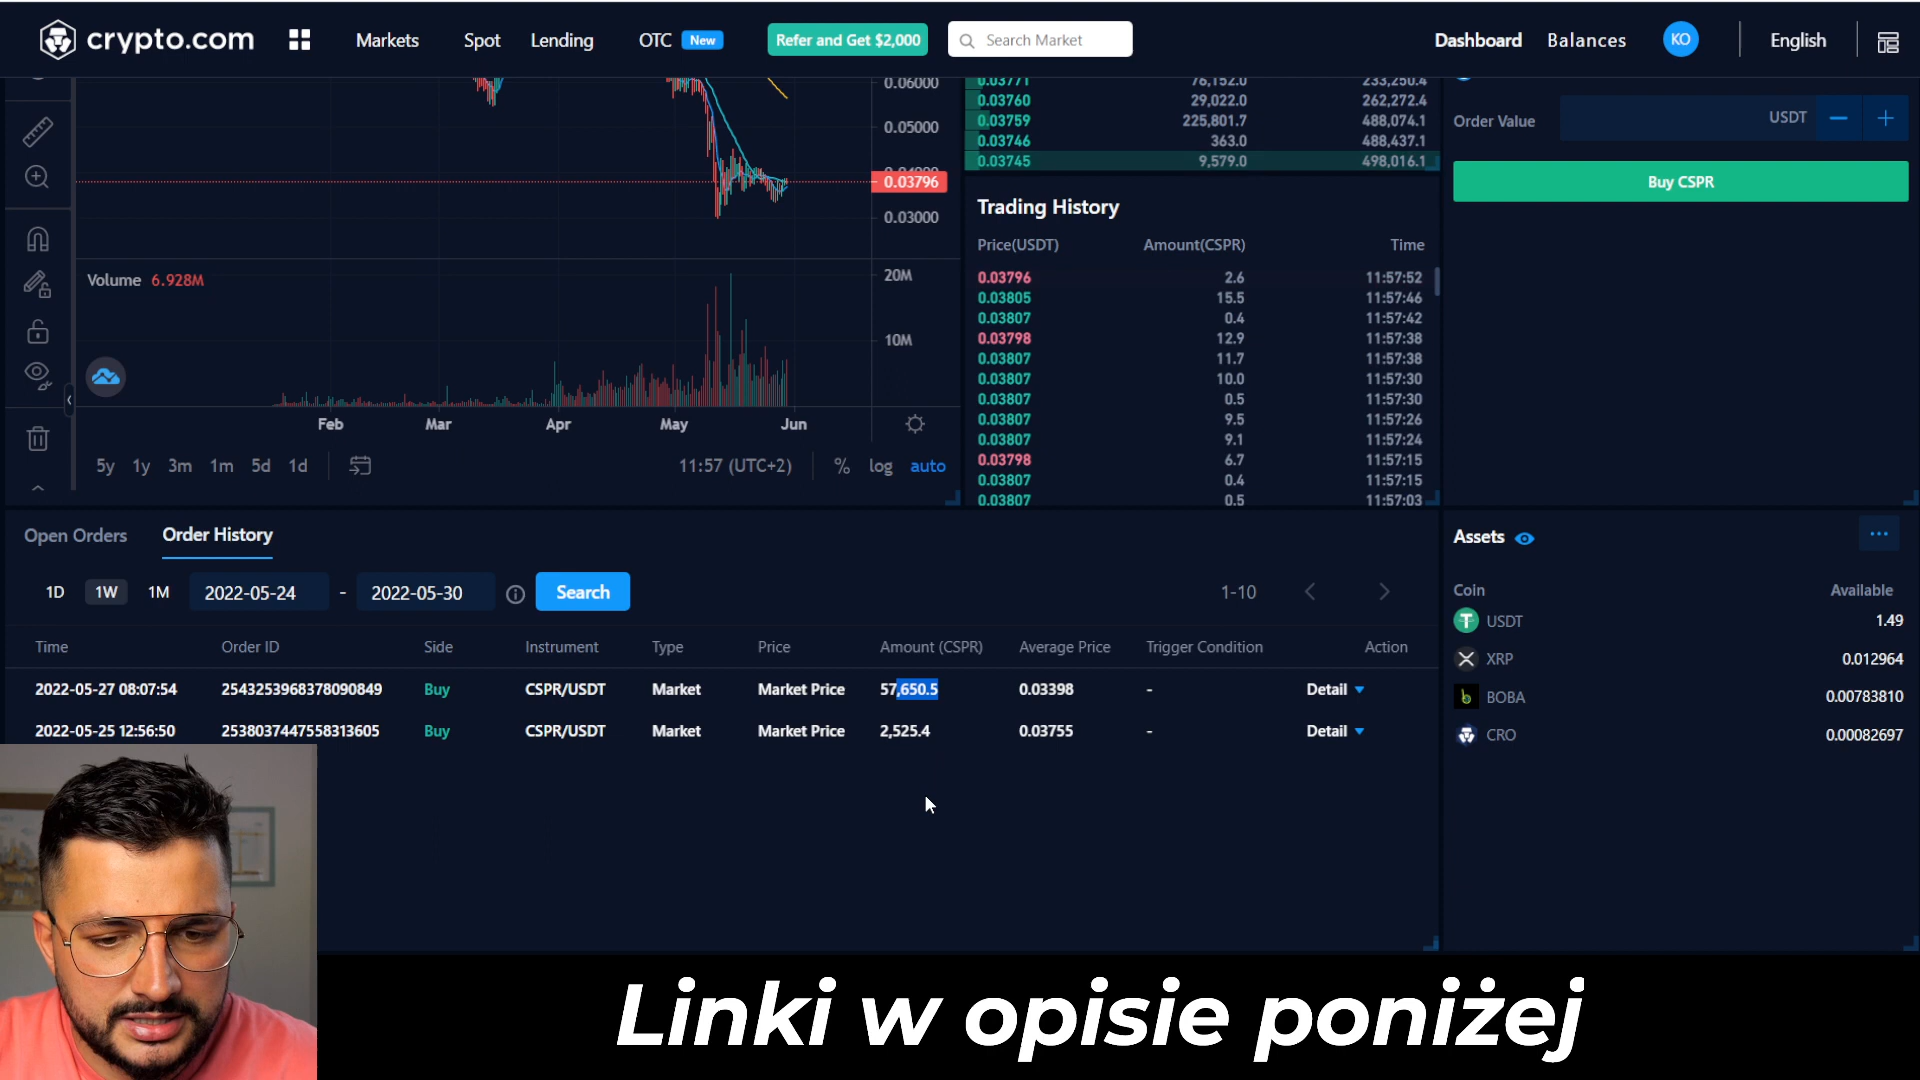 crypto.com
Markets
Spot
Lending
OTC New
Refer and Get $2,000
Search Market
Dashboard
Balances
KO
English
0.06000
0.05000
0.03796
0.03000
Volume 6.928M
20M
10M
Feb Mar Apr May Jun
5y 1y 3m 1m 5d 1d
11:57 (UTC+2) % log auto
0.03771 76,152.0 233,250.4
0.03760 29,022.0 262,272.4
0.03759 225,801.7 488,074.1
0.03746 363.0 488,437.1
0.03745 9,579.0 498,016.1
Trading History
Price(USDT) Amount(CSPR) Time
0.03796 2.6 11:57:52
0.03805 15.5 11:57:46
0.03807 0.4 11:57:42
0.03798 12.9 11:57:38
0.03807 11.7 11:57:38
0.03807 10.0 11:57:30
0.03807 0.5 11:57:30
0.03807 9.5 11:57:26
0.03807 9.1 11:57:24
0.03798 6.7 11:57:15
0.03807 0.4 11:57:15
0.03807 0.5 11:57:03
Order Value USDT
Buy CSPR
Open Orders Order History
1D 1W 1M 2022-05-24 - 2022-05-30 Search 1-10
Time Order ID Side Instrument Type Price Amount (CSPR) Average Price Trigger Condition Action
2022-05-27 08:07:54 2543253968378090849 Buy CSPR/USDT Market Market Price 57,650.5 0.03398 - Detail
2022-05-25 12:56:50 2538037447558313605 Buy CSPR/USDT Market Market Price 2,525.4 0.03755 - Detail
Assets
Coin Available
USDT 1.49
XRP 0.012964
BOBA 0.00783810
CRO 0.00082697
Linki w opisie poniżej